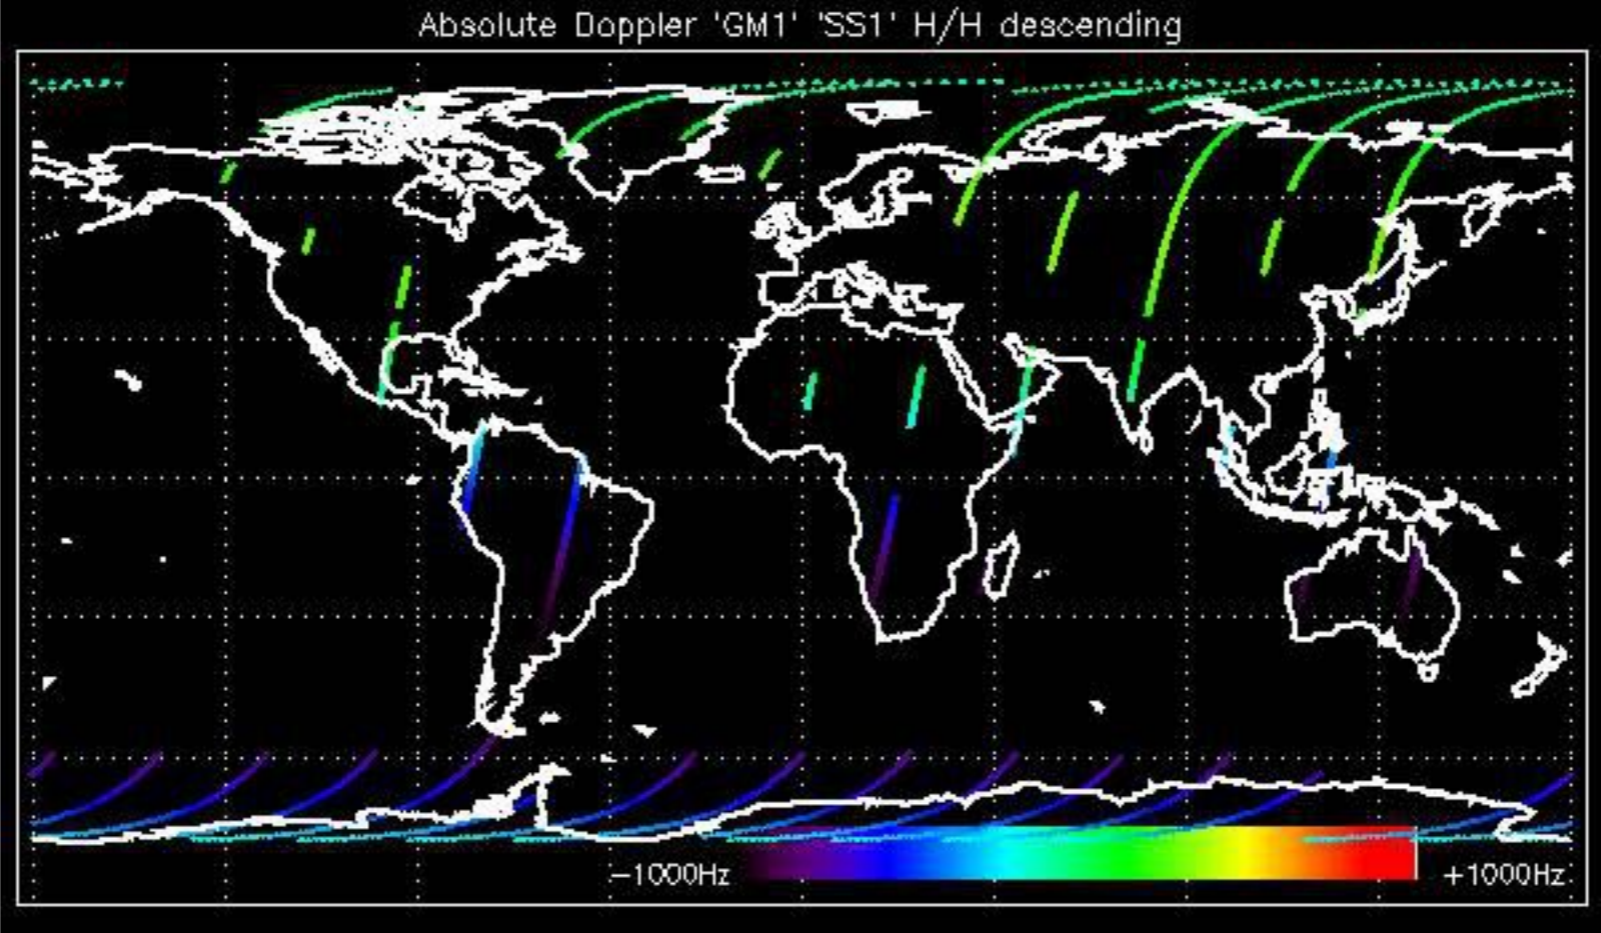 Absolute Doppler 'GM1' 'SS1' H/H descending
−1000Hz +1000Hz